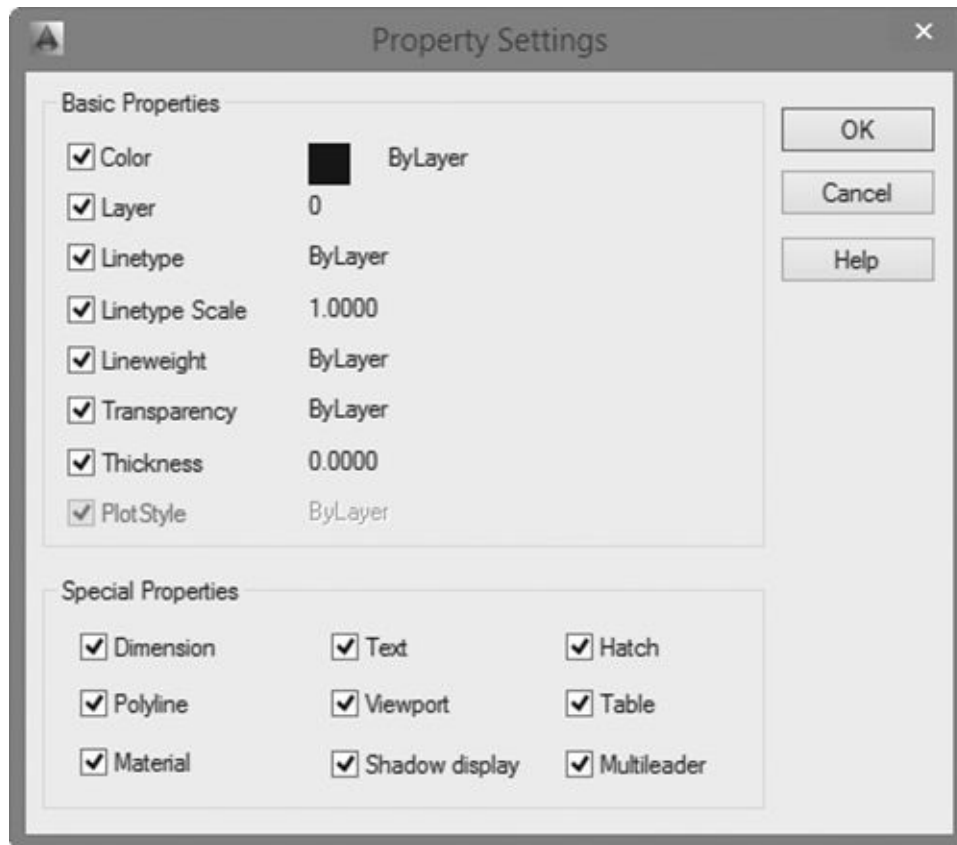 Property Settings
Basic Properties
OK
Color ByLayer
Cancel
Layer 0
Linetype ByLayer
Help
Linetype Scale 1.0000
Lineweight ByLayer
Transparency ByLayer
Thickness 0.0000
PlotStyle ByLayer
Special Properties
Dimension Text Hatch
Polyline Viewport Table
Material Shadow display Multileader